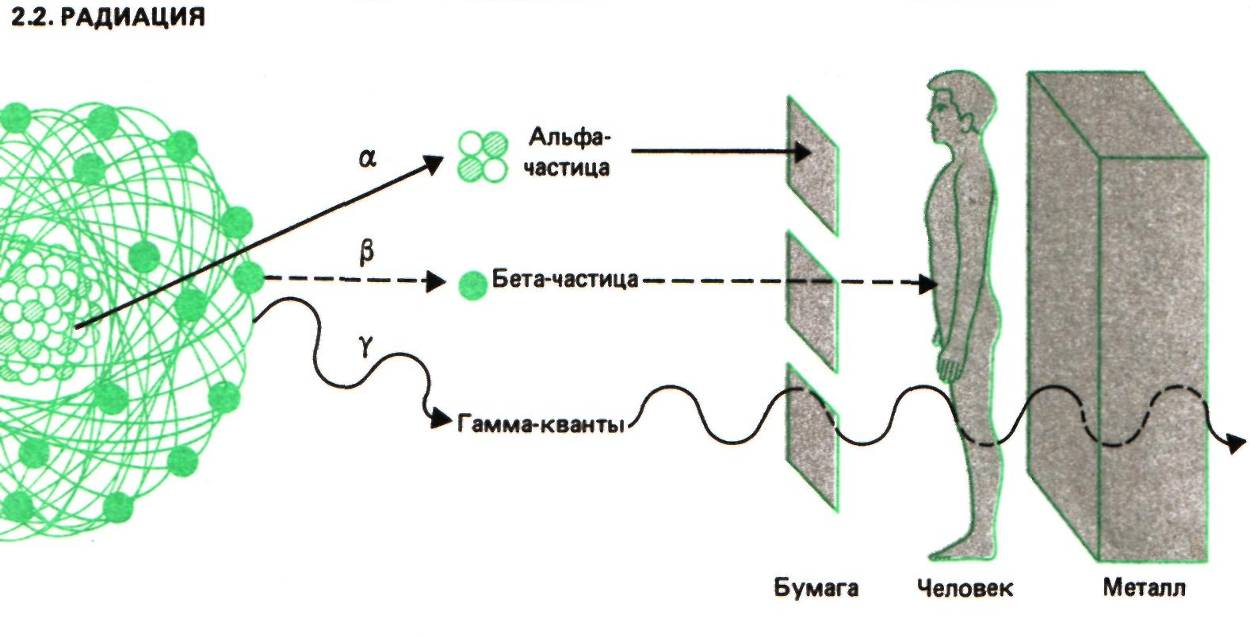 2.2. РАДИАЦИЯ
α
Альфа-
частица
β
Бета-частица
γ
Гамма-кванты
Бумага
Человек
Металл